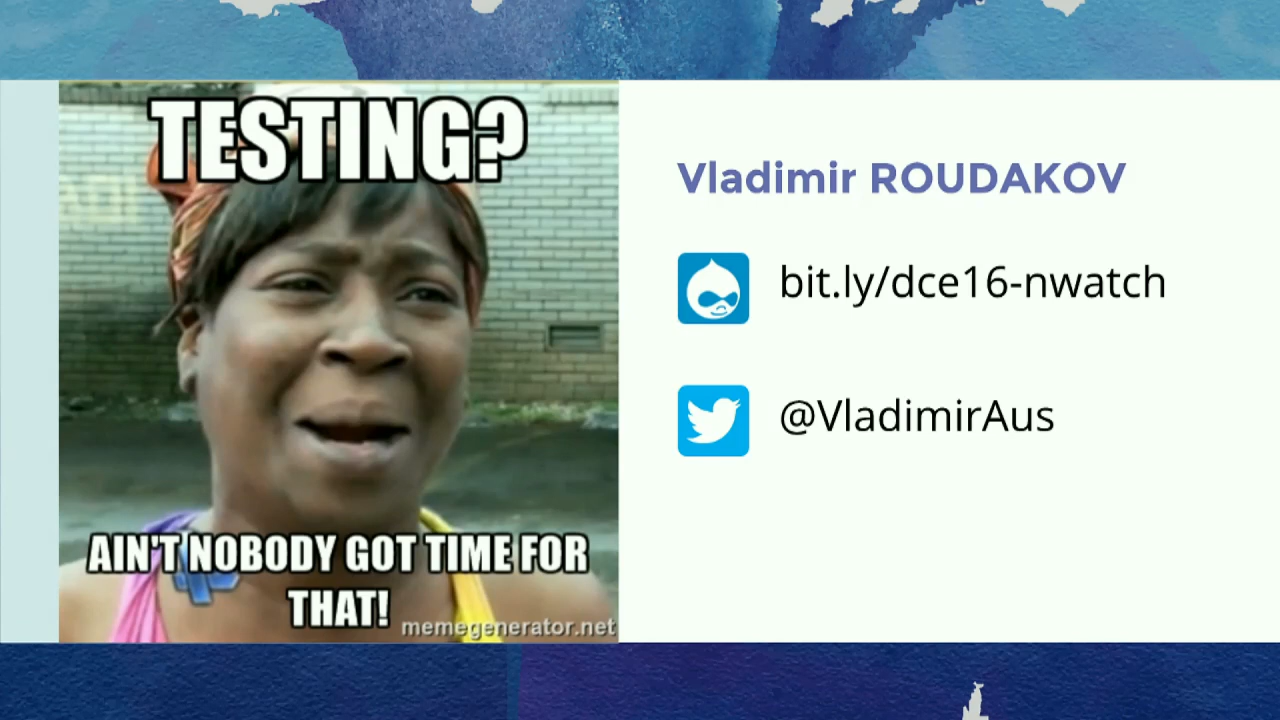 TESTING?
AIN'T NOBODY GOT TIME FOR
THAT!
memegenerator.net
Vladimir ROUDAKOV
bit.ly/dce16-nwatch
@VladimirAus